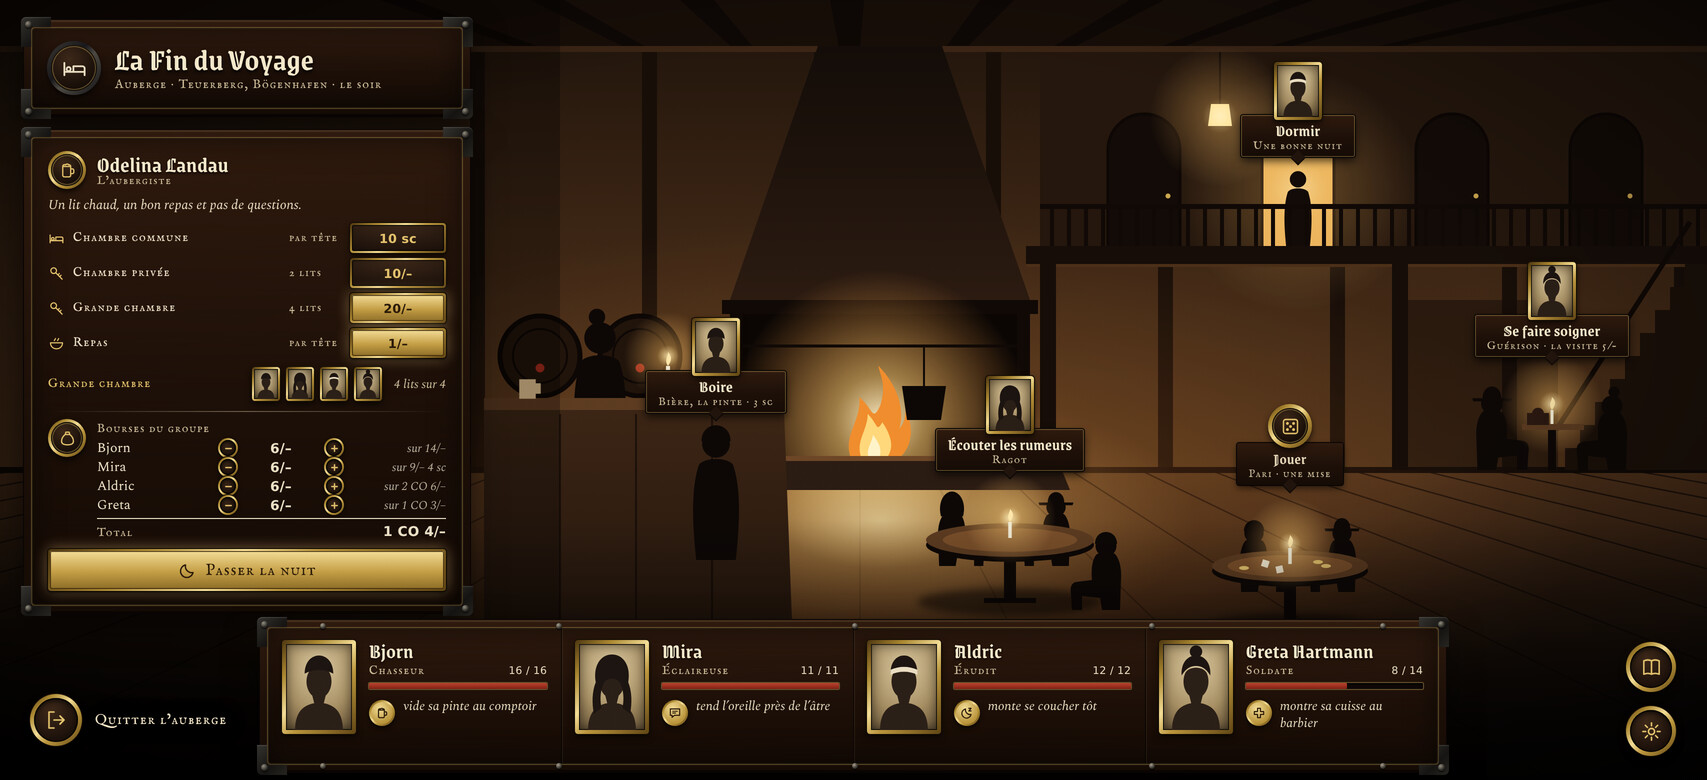 La Fin du Voyage
Auberge · Teuerberg, Bögenhafen · le soir
Odelina Landau
L'aubergiste
Un lit chaud, un bon repas et pas de questions.
Chambre commune par tête 10 sc
Chambre privée 2 lits 10/–
Grande chambre 4 lits 20/–
Repas par tête 1/–
Grande chambre 4 lits sur 4
Bourses du groupe
Bjorn − 6/– + sur 14/–
Mira − 6/– + sur 9/– 4 sc
Aldric − 6/– + sur 2 CO 6/–
Greta − 6/– + sur 1 CO 3/–
Total 1 CO 4/–
Passer la nuit
Dormir
Une bonne nuit
Se faire soigner
Guérison · la visite 5/–
Boire
Bière, la pinte · 3 sc
Écouter les rumeurs
Ragot
Jouer
Pari · une mise
Bjorn
Chasseur 16 / 16
vide sa pinte au comptoir
Mira
Éclaireuse 11 / 11
tend l'oreille près de l'âtre
Aldric
Érudit 12 / 12
monte se coucher tôt
Greta Hartmann
Soldate 8 / 14
montre sa cuisse au
barbier
Quitter l'auberge